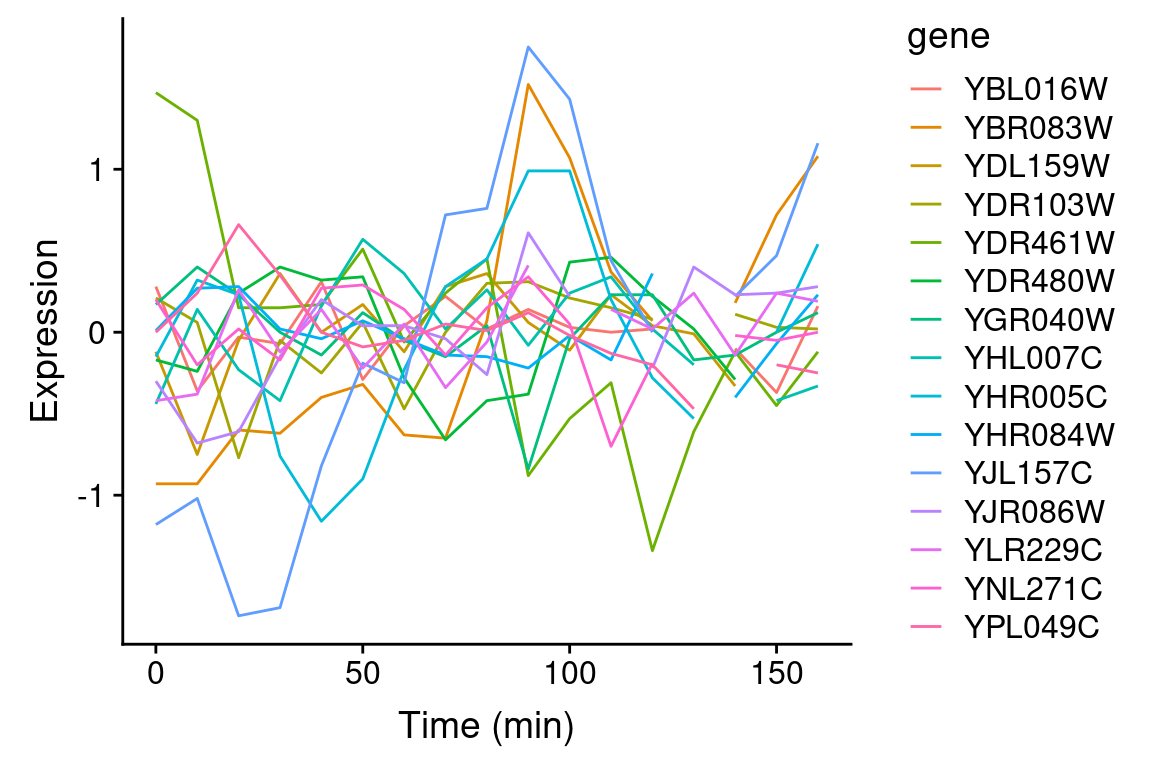 gene
YBL016W
YBR083W
YDL159W
YDR103W
YDR461W
YDR480W
YGR040W
YHL007C
YHR005C
YHR084W
YJL157C
YJR086W
YLR229C
YNL271C
YPL049C
Expression
1
0
-1
0 50 100 150
Time (min)